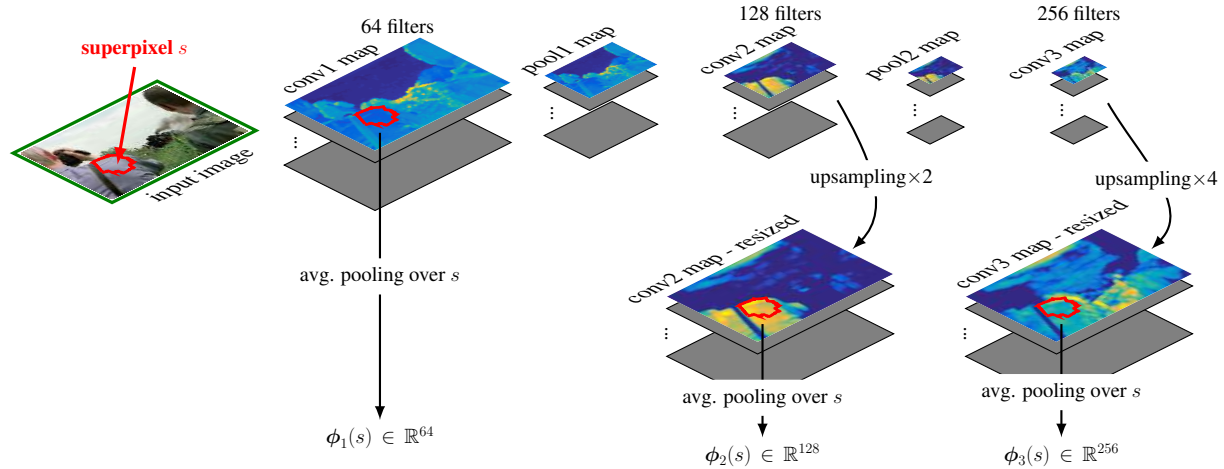 superpixel s
input image
64 filters
conv1 map
pool1 map
128 filters
conv2 map
pool2 map
256 filters
conv3 map
...
...
...
...
...
upsampling×2
upsampling×4
conv2 map - resized
conv3 map - resized
...
...
avg. pooling over s
avg. pooling over s
avg. pooling over s
ϕ₁(s) ∈ ℝ⁶⁴
ϕ₂(s) ∈ ℝ¹²⁸
ϕ₃(s) ∈ ℝ²⁵⁶